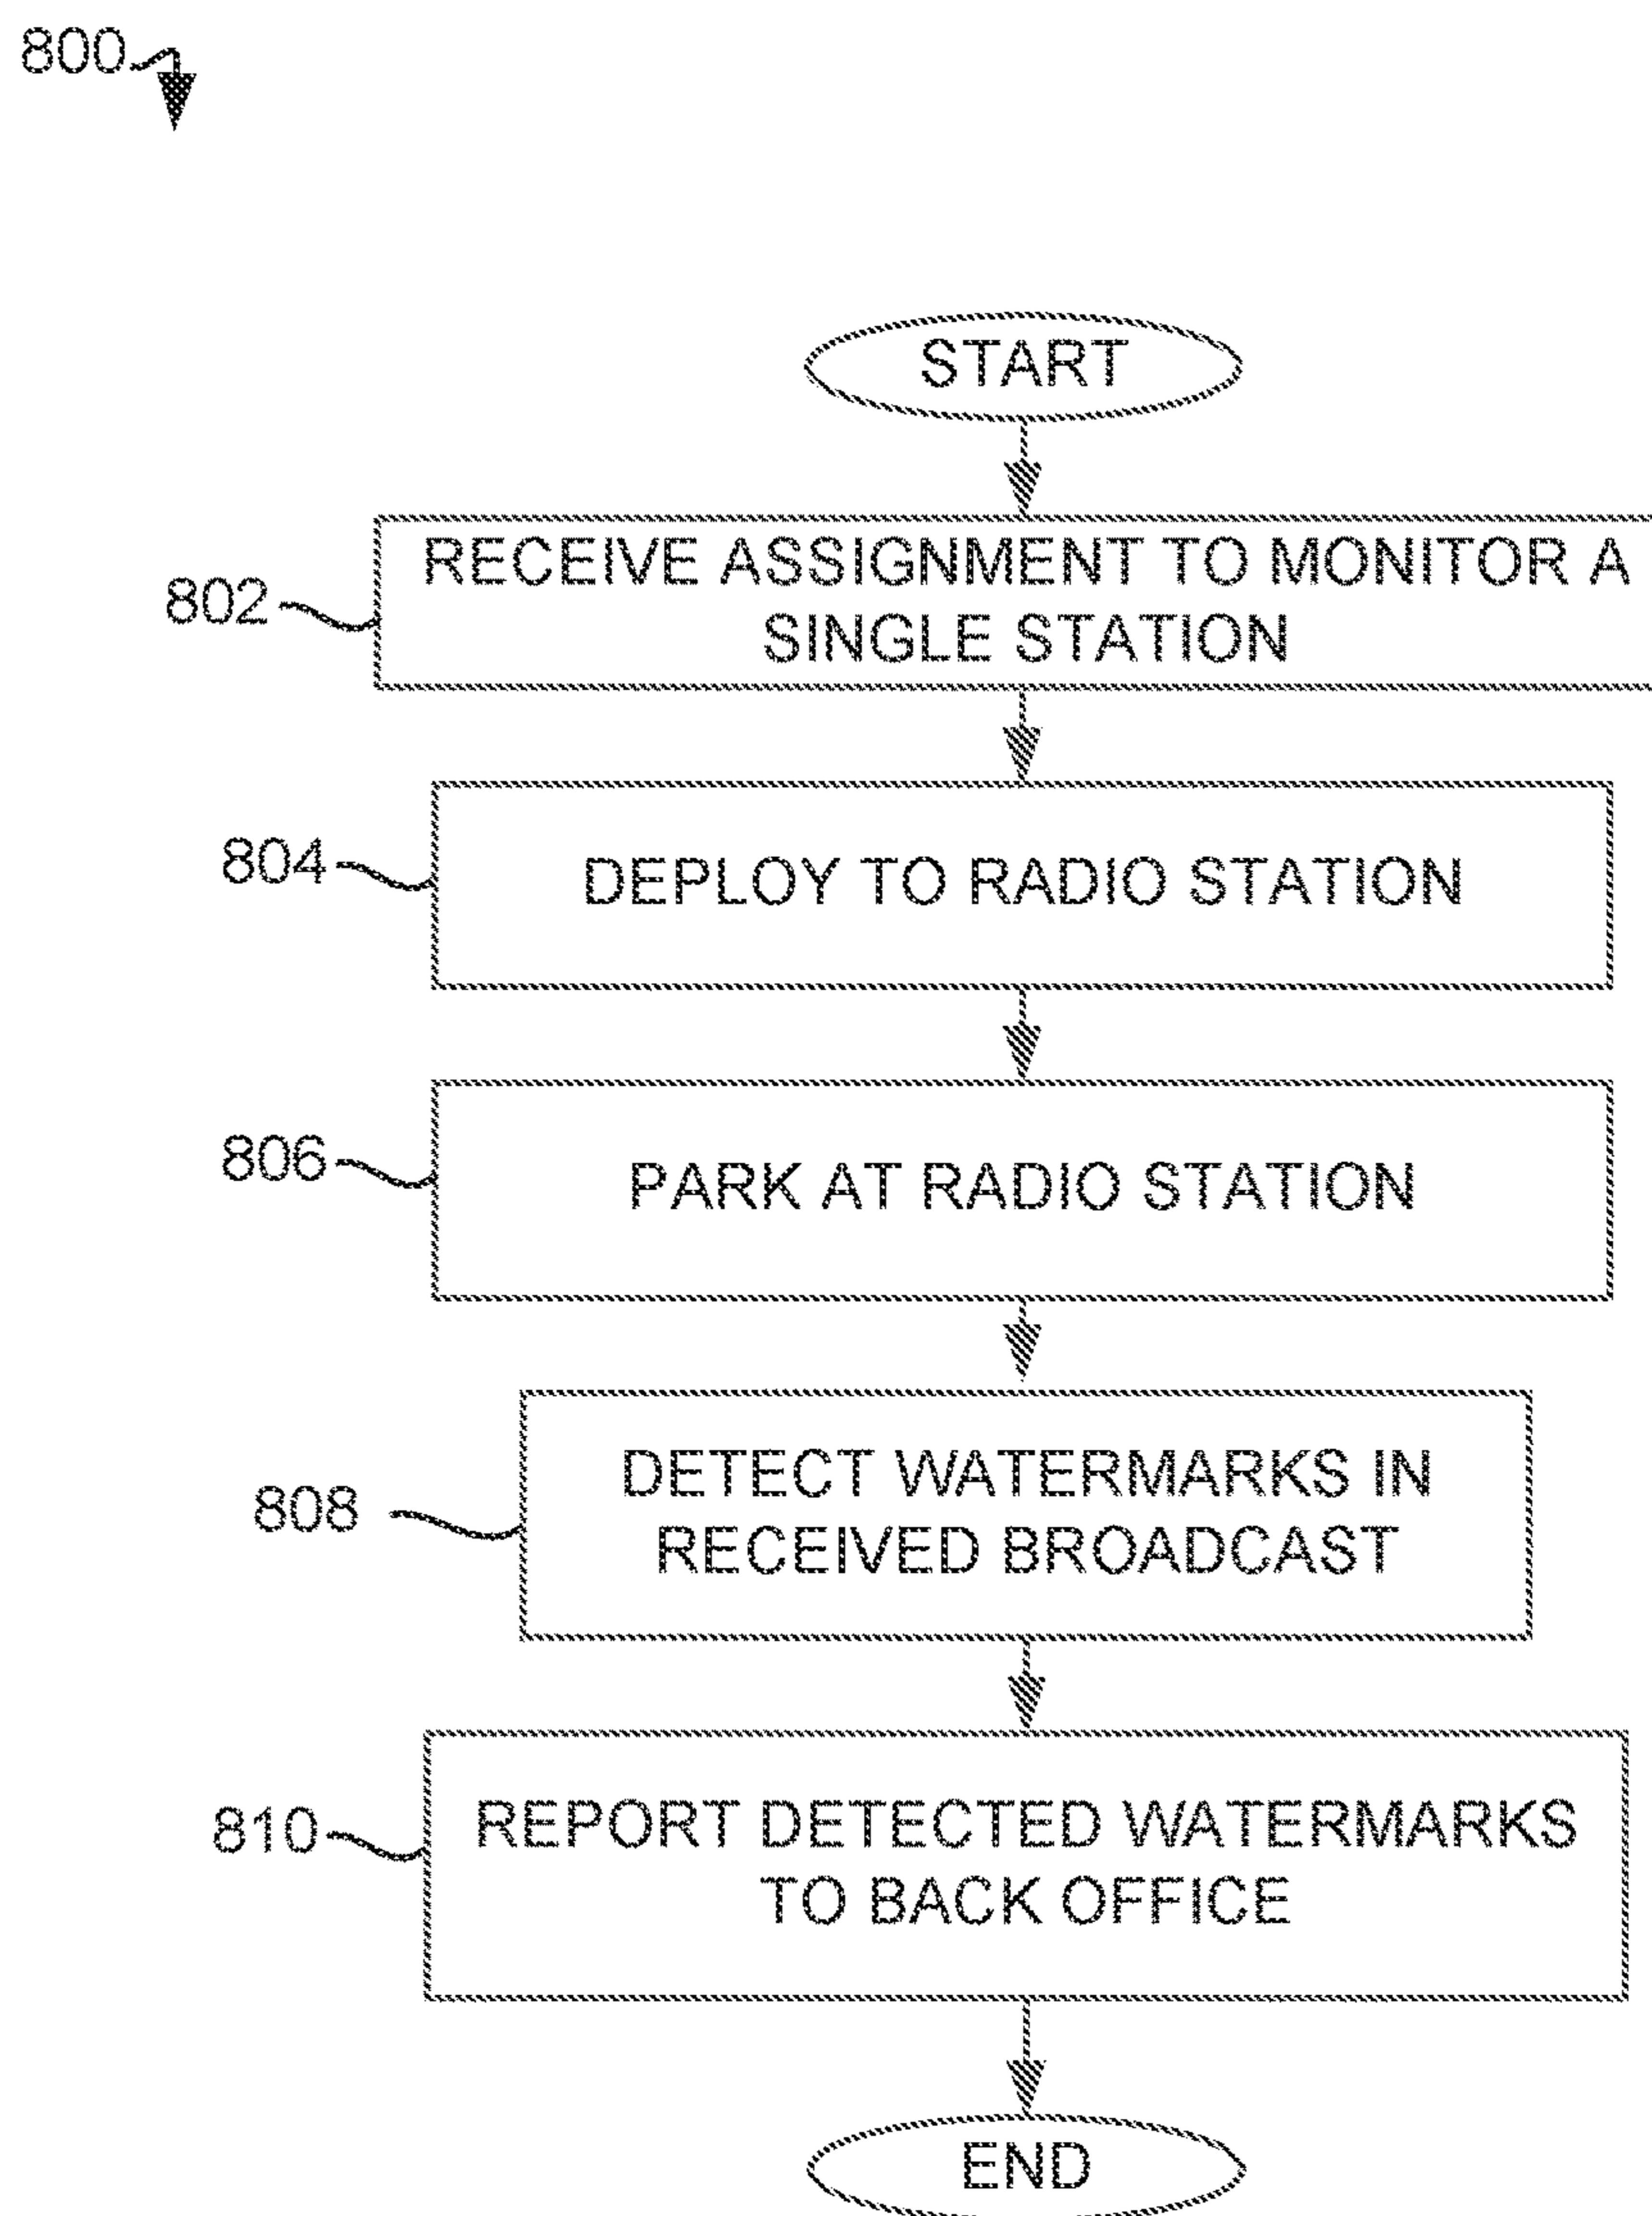 800
START
802
RECEIVE ASSIGNMENT TO MONITOR A
SINGLE STATION
804
DEPLOY TO RADIO STATION
806
PARK AT RADIO STATION
808
DETECT WATERMARKS IN
RECEIVED BROADCAST
810
REPORT DETECTED WATERMARKS
TO BACK OFFICE
END